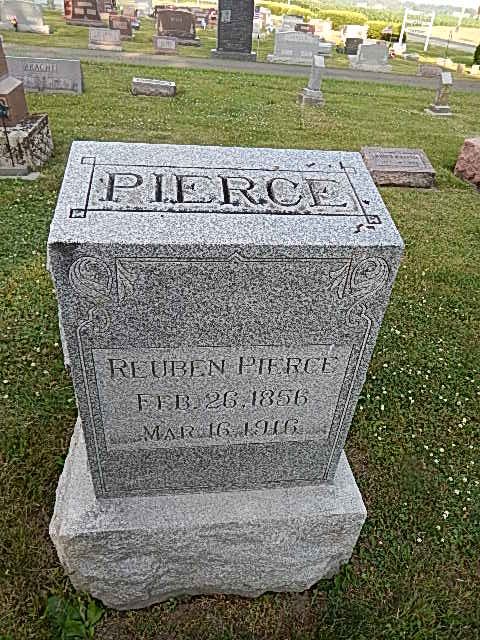 PIERCE
REUBEN PIERCE
FEB. 26, 1856
MAR. 16, 1916